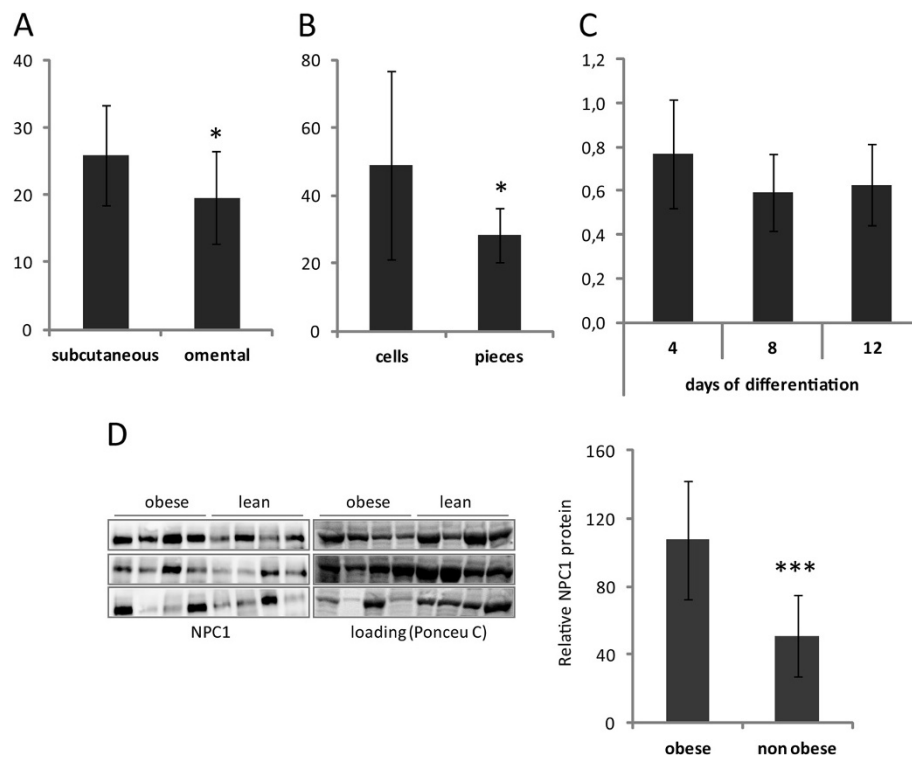 A
40
30
20
10
0
*
subcutaneous omental
B
80
60
40
20
0
*
cells pieces
C
1,2
1,0
0,8
0,6
0,4
0,2
0,0
4 8 12
days of differentiation
D
obese lean obese lean
NPC1 loading (Ponceu C)
Relative NPC1 protein
160
120
80
40
0
***
obese non obese